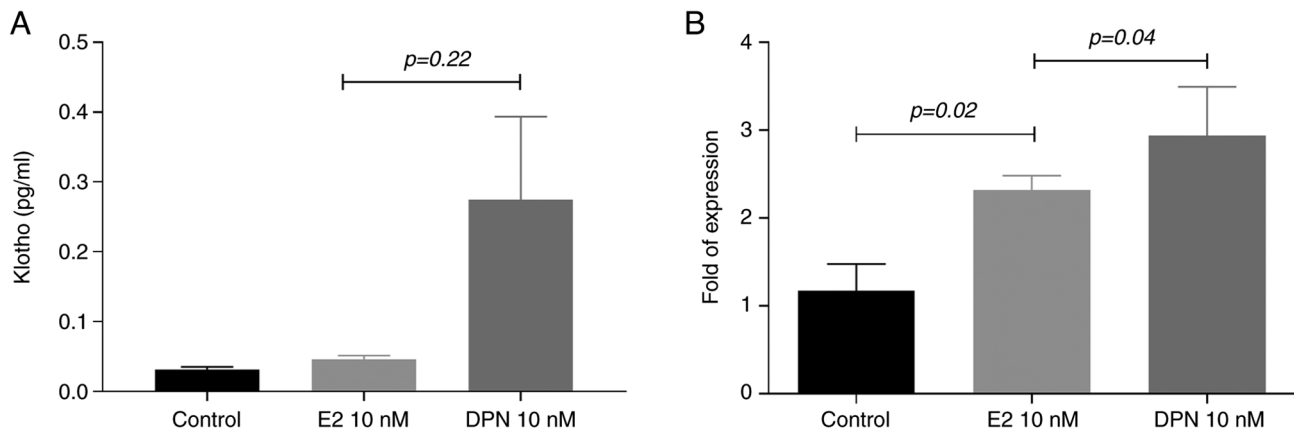 A
Klotho (pg/ml)
0.5
0.4
0.3
0.2
0.1
0.0
p=0.22
Control
E2 10 nM
DPN 10 nM
B
Fold of expression
4
3
2
1
0
p=0.02
p=0.04
Control
E2 10 nM
DPN 10 nM